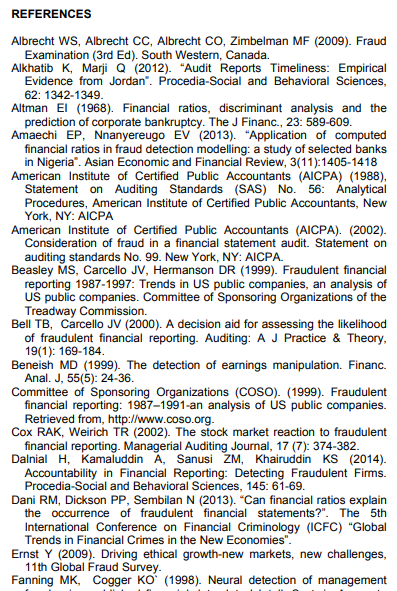 REFERENCES
Albrecht WS, Albrecht CC, Albrecht CO, Zimbelman MF (2009). Fraud
Examination (3rd Ed). South Western, Canada.
Alkhatib K, Marji Q (2012). “Audit Reports Timeliness: Empirical
Evidence from Jordan”. Procedia-Social and Behavioral Sciences,
62: 1342-1349.
Altman EI (1968). Financial ratios, discriminant analysis and the
prediction of corporate bankruptcy. The J Financ., 23: 589-609.
Amaechi EP, Nnanyereugo EV (2013). “Application of computed
financial ratios in fraud detection modelling: a study of selected banks
in Nigeria”. Asian Economic and Financial Review, 3(11):1405-1418
American Institute of Certified Public Accountants (AICPA) (1988),
Statement on Auditing Standards (SAS) No. 56: Analytical
Procedures, American Institute of Certified Public Accountants, New
York, NY: AICPA
American Institute of Certified Public Accountants (AICPA). (2002).
Consideration of fraud in a financial statement audit. Statement on
auditing standards No. 99. New York, NY: AICPA.
Beasley MS, Carcello JV, Hermanson DR (1999). Fraudulent financial
reporting 1987-1997: Trends in US public companies, an analysis of
US public companies. Committee of Sponsoring Organizations of the
Treadway Commission.
Bell TB, Carcello JV (2000). A decision aid for assessing the likelihood
of fraudulent financial reporting. Auditing: A J Practice & Theory,
19(1): 169-184.
Beneish MD (1999). The detection of earnings manipulation. Financ.
Anal. J, 55(5): 24-36.
Committee of Sponsoring Organizations (COSO). (1999). Fraudulent
financial reporting: 1987–1991-an analysis of US public companies.
Retrieved from, http://www.coso.org.
Cox RAK, Weirich TR (2002). The stock market reaction to fraudulent
financial reporting. Managerial Auditing Journal, 17 (7): 374-382.
Dalnial H, Kamaluddin A, Sanusi ZM, Khairuddin KS (2014).
Accountability in Financial Reporting: Detecting Fraudulent Firms.
Procedia-Social and Behavioral Sciences, 145: 61-69.
Dani RM, Dickson PP, Sembilan N (2013). “Can financial ratios explain
the occurrence of fraudulent financial statements?”. The 5th
International Conference on Financial Criminology (ICFC) “Global
Trends in Financial Crimes in the New Economies”.
Ernst Y (2009). Driving ethical growth-new markets, new challenges,
11th Global Fraud Survey.
Fanning MK, Cogger KO` (1998). Neural detection of management